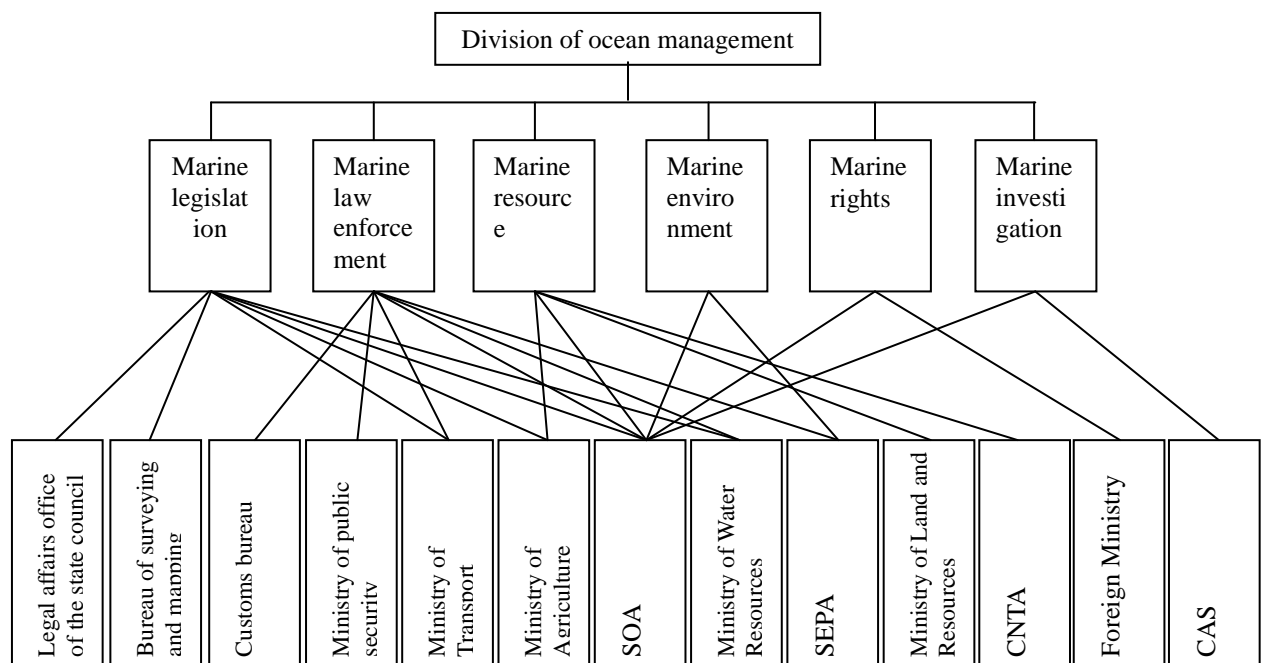 Division of ocean management
Marine
legislat
ion
Marine
law
enforce
ment
Marine
resourc
e
Marine
enviro
nment
Marine
rights
Marine
investi
gation
Legal affairs office
of the state council
Bureau of surveying
and mapping
Customs bureau
Ministry of public
security
Ministry of
Transport
Ministry of
Agriculture
SOA
Ministry of Water
Resources
SEPA
Ministry of Land and
Resources
CNTA
Foreign Ministry
CAS